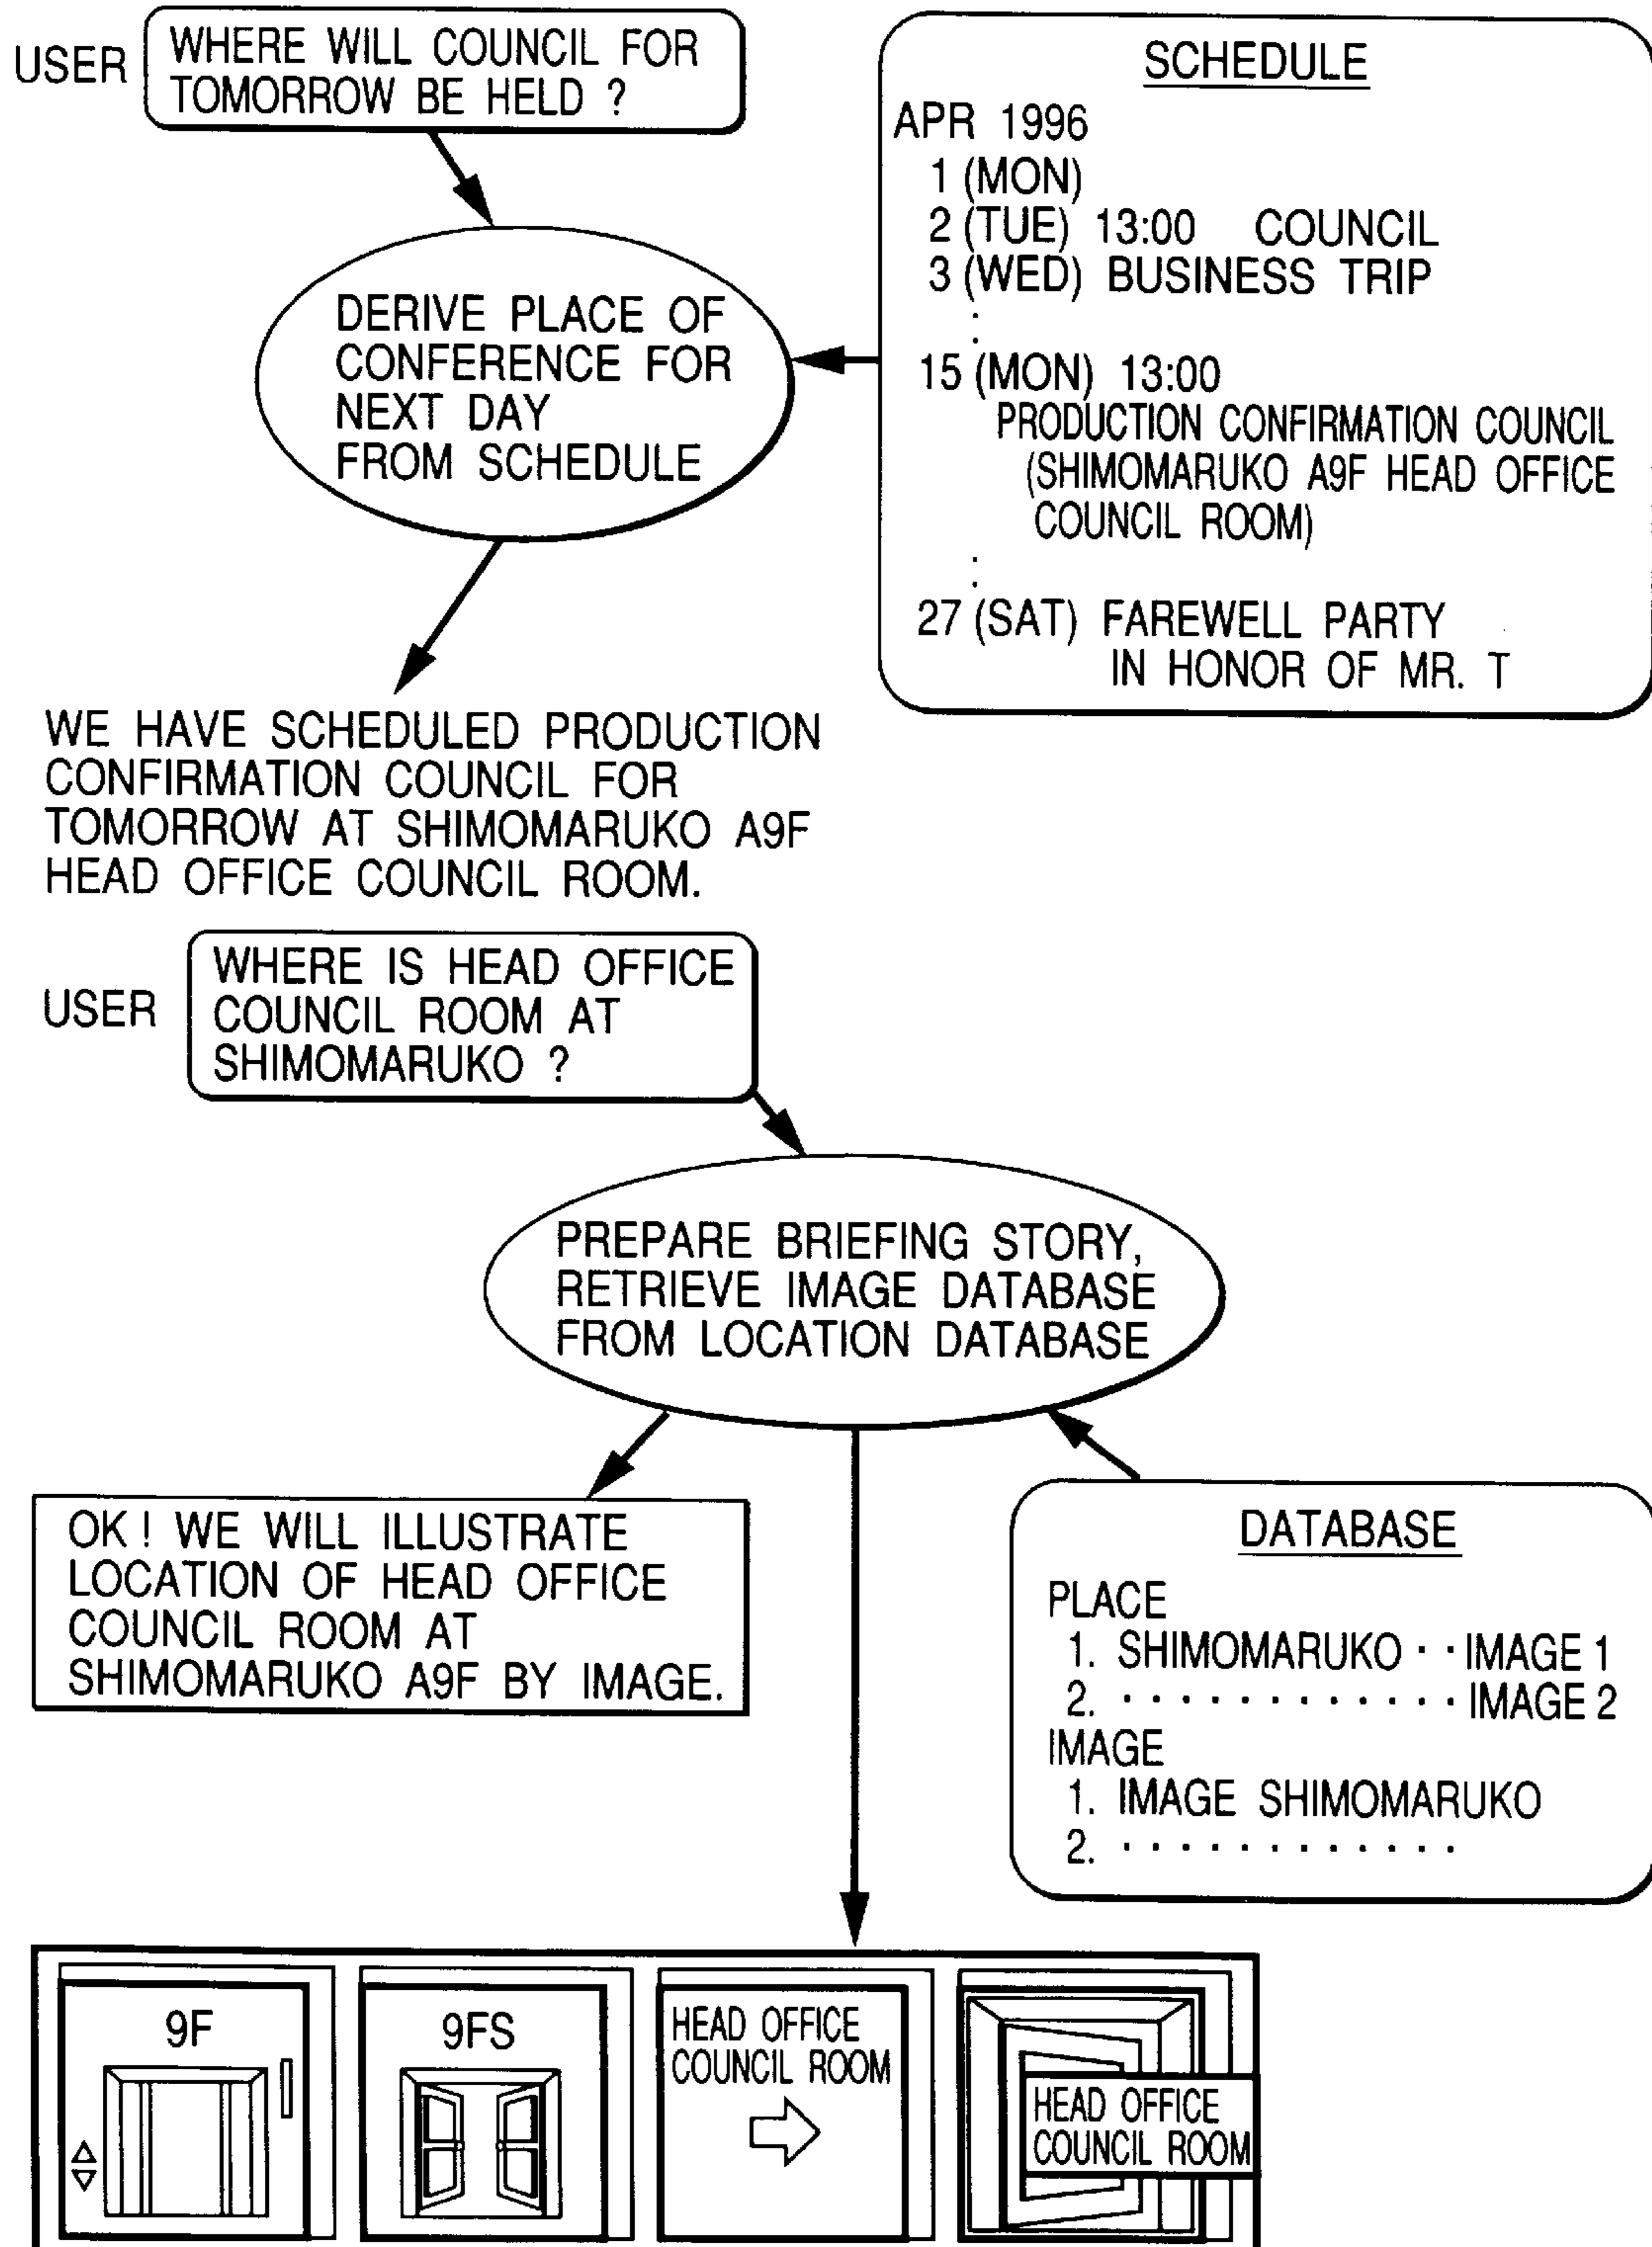 USER
WHERE WILL COUNCIL FOR
TOMORROW BE HELD ?
SCHEDULE
APR 1996
1 (MON)
2 (TUE) 13:00 COUNCIL
3 (WED) BUSINESS TRIP
:
15 (MON) 13:00
PRODUCTION CONFIRMATION COUNCIL
(SHIMOMARUKO A9F HEAD OFFICE
COUNCIL ROOM)
:
27 (SAT) FAREWELL PARTY
IN HONOR OF MR. T
DERIVE PLACE OF
CONFERENCE FOR
NEXT DAY
FROM SCHEDULE
WE HAVE SCHEDULED PRODUCTION
CONFIRMATION COUNCIL FOR
TOMORROW AT SHIMOMARUKO A9F
HEAD OFFICE COUNCIL ROOM.
USER
WHERE IS HEAD OFFICE
COUNCIL ROOM AT
SHIMOMARUKO ?
PREPARE BRIEFING STORY,
RETRIEVE IMAGE DATABASE
FROM LOCATION DATABASE
OK ! WE WILL ILLUSTRATE
LOCATION OF HEAD OFFICE
COUNCIL ROOM AT
SHIMOMARUKO A9F BY IMAGE.
DATABASE
PLACE
1. SHIMOMARUKO · · IMAGE 1
2. · · · · · · · · · · · · IMAGE 2
IMAGE
1. IMAGE SHIMOMARUKO
2. · · · · · · · · · · · ·
9F
9FS
HEAD OFFICE
COUNCIL ROOM
HEAD OFFICE
COUNCIL ROOM